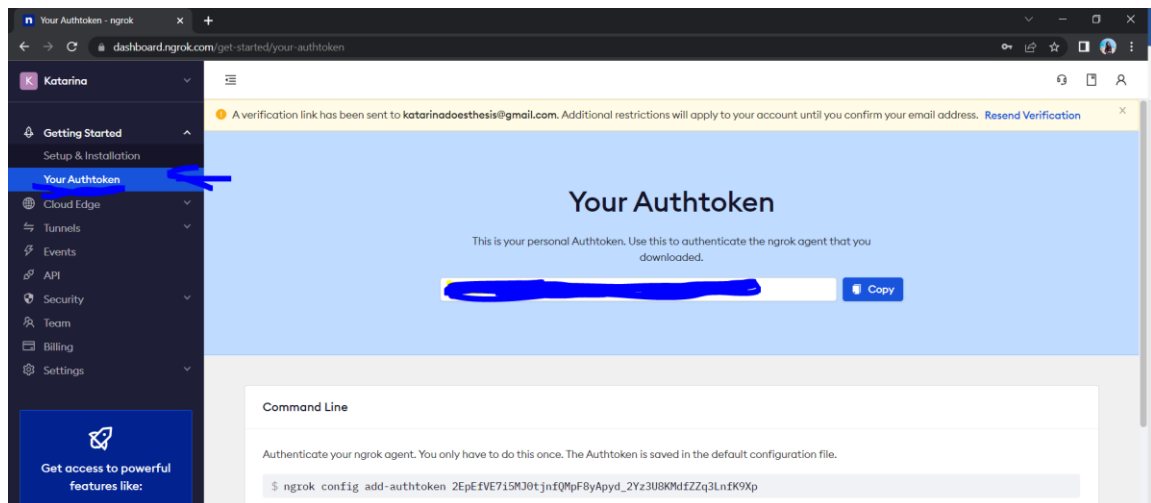 Your Authtoken - ngrok
dashboard.ngrok.com/get-started/your-authtoken
K Katarina
A verification link has been sent to katarinadoesthesis@gmail.com. Additional restrictions will apply to your account until you confirm your email address. Resend Verification
Getting Started
Setup & Installation
Your Authtoken
Cloud Edge
Tunnels
Events
API
Security
Team
Billing
Settings
Get access to powerful
features like:
Your Authtoken
This is your personal Authtoken. Use this to authenticate the ngrok agent that you
downloaded.
Copy
Command Line
Authenticate your ngrok agent. You only have to do this once. The Authtoken is saved in the default configuration file.
$ ngrok config add-authtoken 2EpEfVE7i5MJ0tjnfQMpF8yApyd_2Yz3U8KMdfZZq3LnfK9Xp